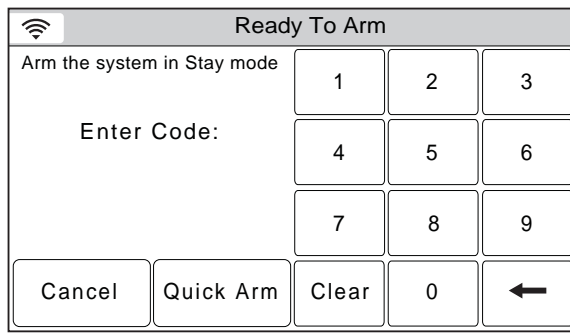 Ready To Arm
Arm the system in Stay mode
Enter Code:
1 2 3
4 5 6
7 8 9
Cancel Quick Arm Clear 0